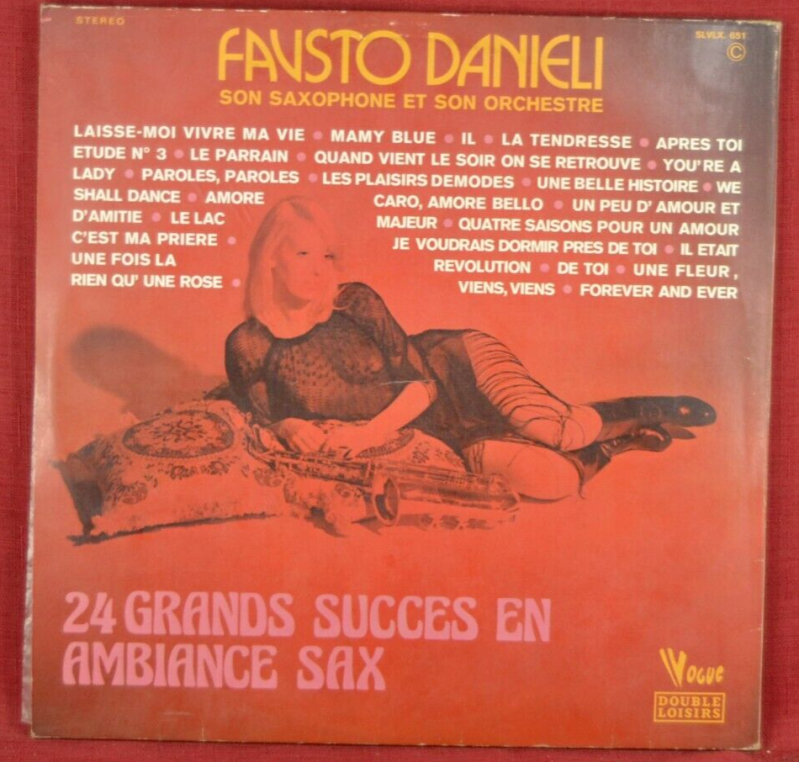 STEREO
SLVLX. 651
©
FAUSTO DANIELI
SON SAXOPHONE ET SON ORCHESTRE
LAISSE-MOI VIVRE MA VIE • MAMY BLUE • IL • LA TENDRESSE • APRES TOI
ETUDE N° 3 • LE PARRAIN • QUAND VIENT LE SOIR ON SE RETROUVE • YOU'RE A
LADY • PAROLES, PAROLES • LES PLAISIRS DEMODES • UNE BELLE HISTOIRE • WE
SHALL DANCE • AMORE CARO, AMORE BELLO • UN PEU D' AMOUR ET
D'AMITIE • LE LAC MAJEUR • QUATRE SAISONS POUR UN AMOUR
C'EST MA PRIERE • JE VOUDRAIS DORMIR PRES DE TOI • IL ETAIT
UNE FOIS LA REVOLUTION • DE TOI • UNE FLEUR,
RIEN QU' UNE ROSE • VIENS, VIENS • FOREVER AND EVER
24 GRANDS SUCCES EN
AMBIANCE SAX
VOGUE
DOUBLE
LOISIRS